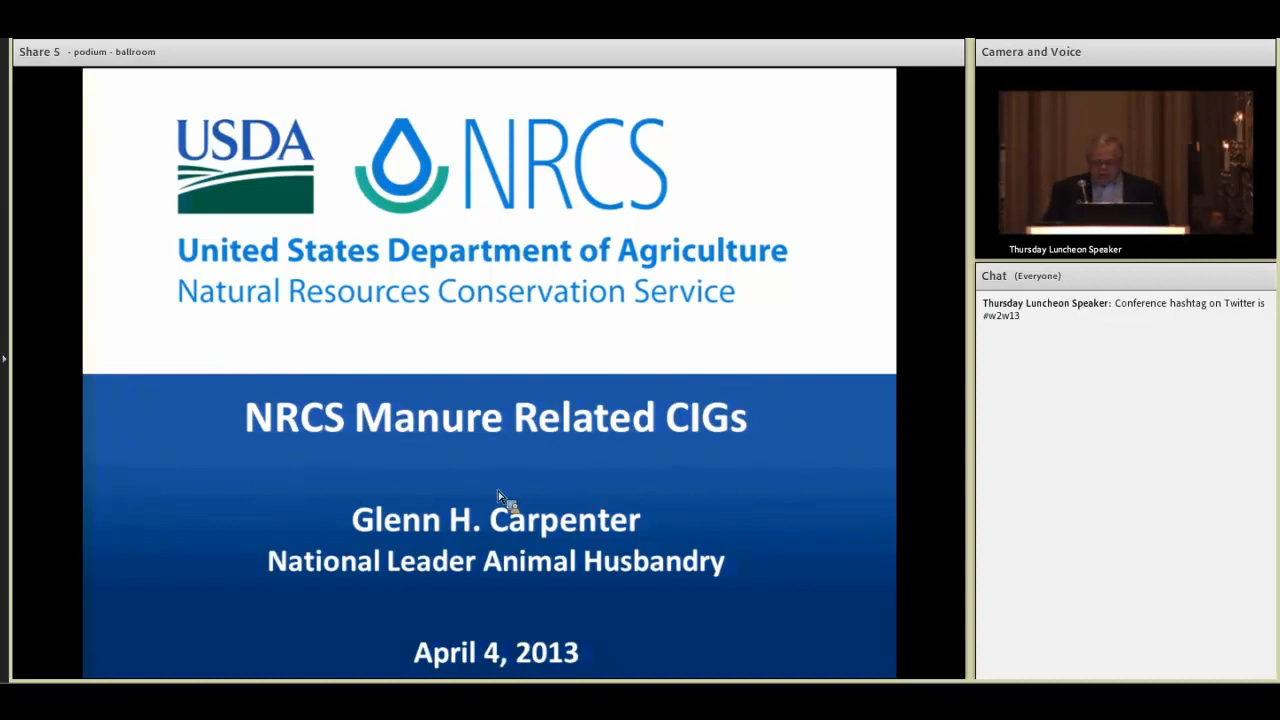 Share 5 - podium - ballroom
USDA
NRCS
United States Department of Agriculture
Natural Resources Conservation Service
NRCS Manure Related CIGs
Glenn H. Carpenter
National Leader Animal Husbandry
April 4, 2013
Camera and Voice
Thursday Luncheon Speaker
Chat (Everyone)
Thursday Luncheon Speaker: Conference hashtag on Twitter is
#w2w13